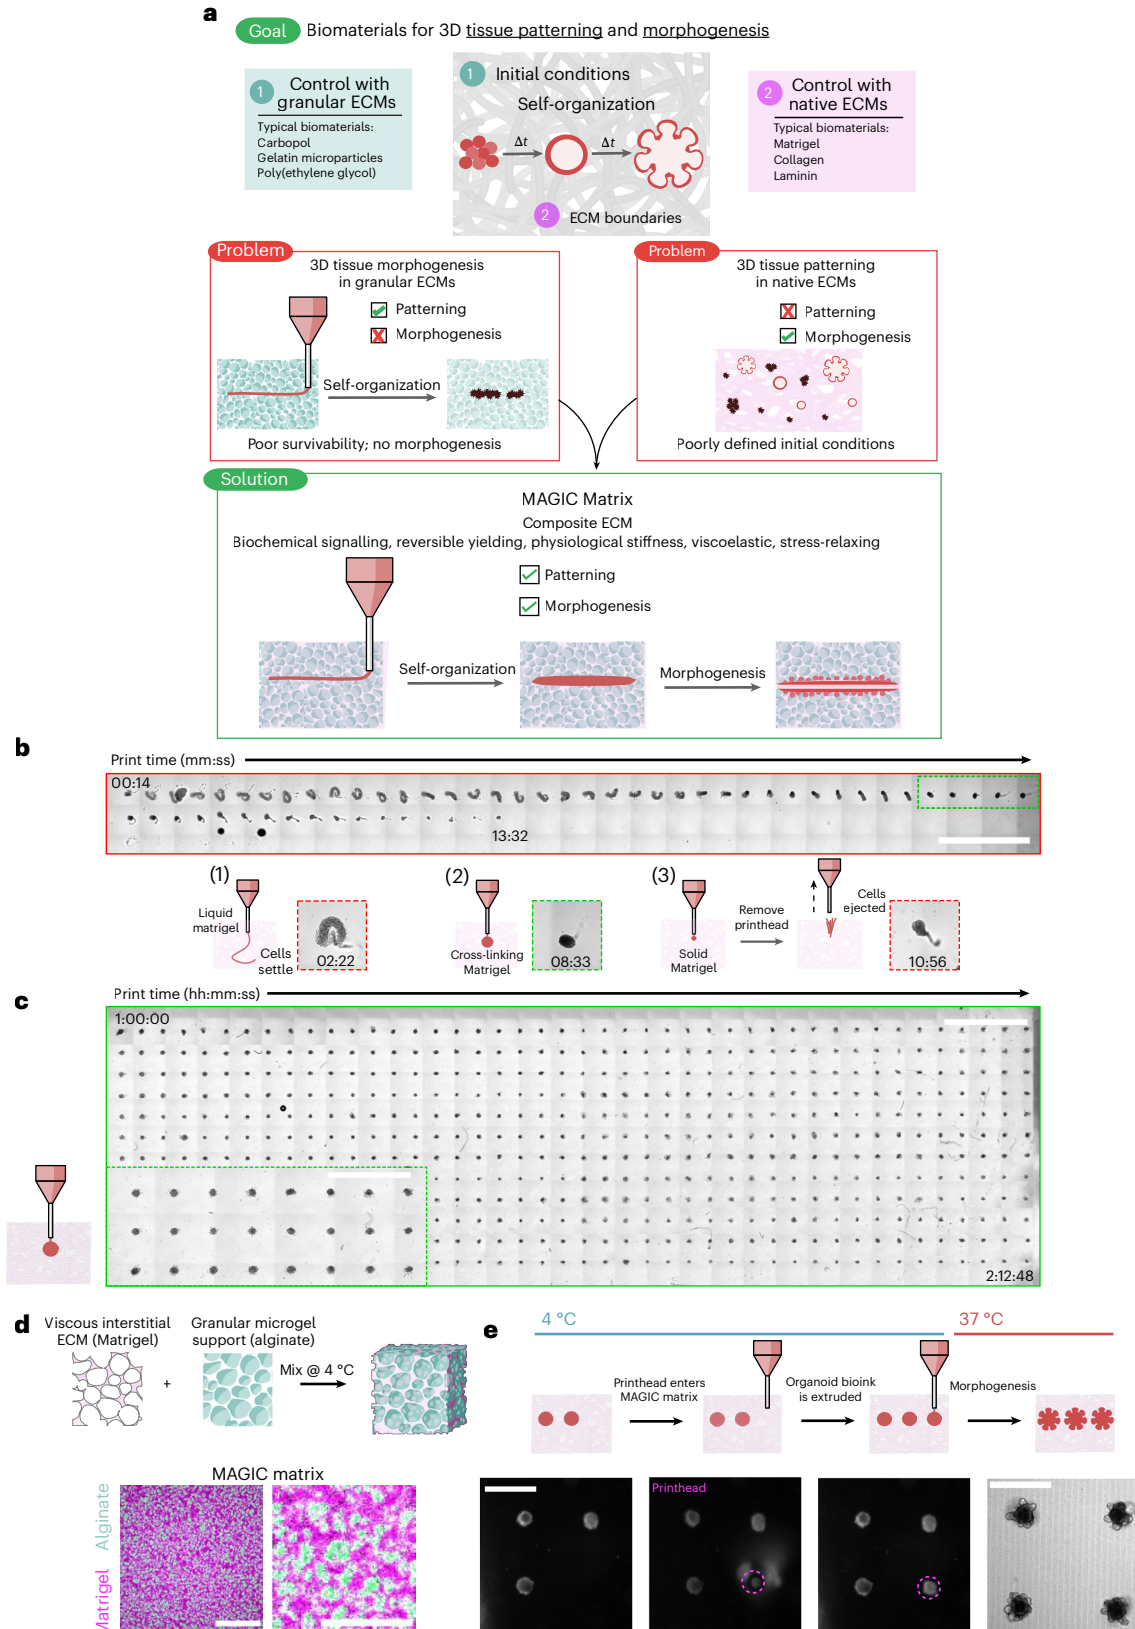 a
Goal
Biomaterials for 3D tissue patterning and morphogenesis
1
Control with
granular ECMs
Typical biomaterials:
Carbopol
Gelatin microparticles
Poly(ethylene glycol)
1
Initial conditions
Self-organization
Δt
Δt
2
ECM boundaries
2
Control with
native ECMs
Typical biomaterials:
Matrigel
Collagen
Laminin
Problem
3D tissue morphogenesis
in granular ECMs
Patterning
Morphogenesis
Self-organization
Poor survivability; no morphogenesis
Problem
3D tissue patterning
in native ECMs
Patterning
Morphogenesis
Poorly defined initial conditions
Solution
MAGIC Matrix
Composite ECM
Biochemical signalling, reversible yielding, physiological stiffness, viscoelastic, stress-relaxing
Patterning
Morphogenesis
Self-organization
Morphogenesis
b
Print time (mm:ss)
00:14
13:32
(1)
Liquid
matrigel
Cells
settle
02:22
(2)
Cross-linking
Matrigel
08:33
(3)
Solid
Matrigel
Remove
printhead
Cells
ejected
10:56
c
Print time (hh:mm:ss)
1:00:00
2:12:48
d
Viscous interstitial
ECM (Matrigel)
+
Granular microgel
support (alginate)
Mix @ 4 °C
MAGIC matrix
Alginate
Matrigel
e
4 °C
37 °C
Printhead enters
MAGIC matrix
Organoid bioink
is extruded
Morphogenesis
Printhead